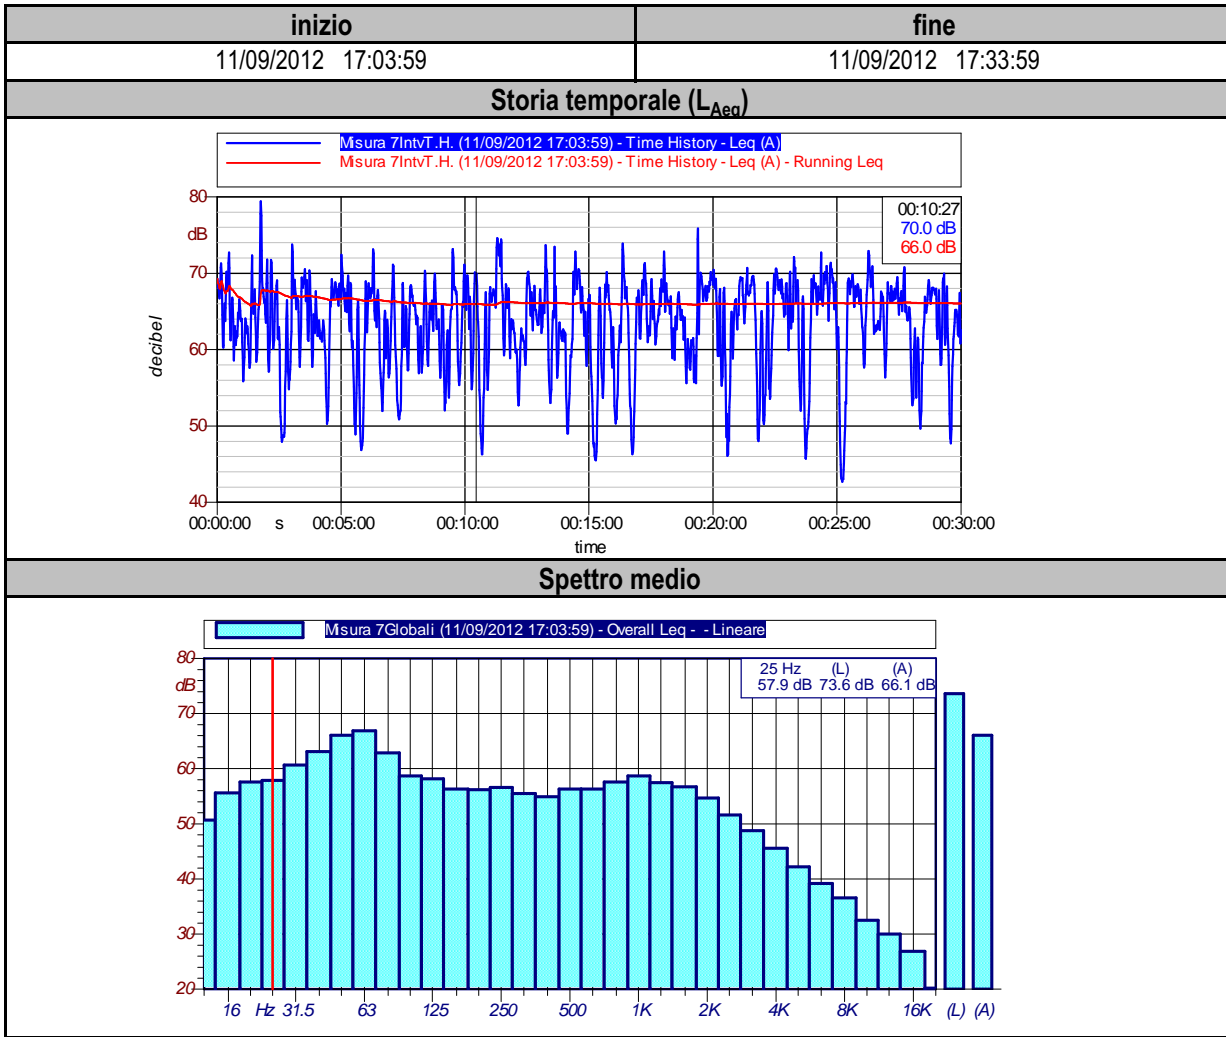 inizio fine
11/09/2012 17:03:59 11/09/2012 17:33:59
Storia temporale (LAeq)
Misura 7IntvT.H. (11/09/2012 17:03:59) - Time History - Leq (A)
Misura 7IntvT.H. (11/09/2012 17:03:59) - Time History - Leq (A) - Running Leq
80
dB
70
60
50
40
decibel
00:10:27
70.0 dB
66.0 dB
00:00:00 s 00:05:00 00:10:00 00:15:00 00:20:00 00:25:00 00:30:00
time
Spettro medio
Misura 7Globali (11/09/2012 17:03:59) - Overall Leq - - Lineare
80
dB
70
60
50
40
30
20
25 Hz (L) (A)
57.9 dB 73.6 dB 66.1 dB
16 Hz 31.5 63 125 250 500 1K 2K 4K 8K 16K (L) (A)